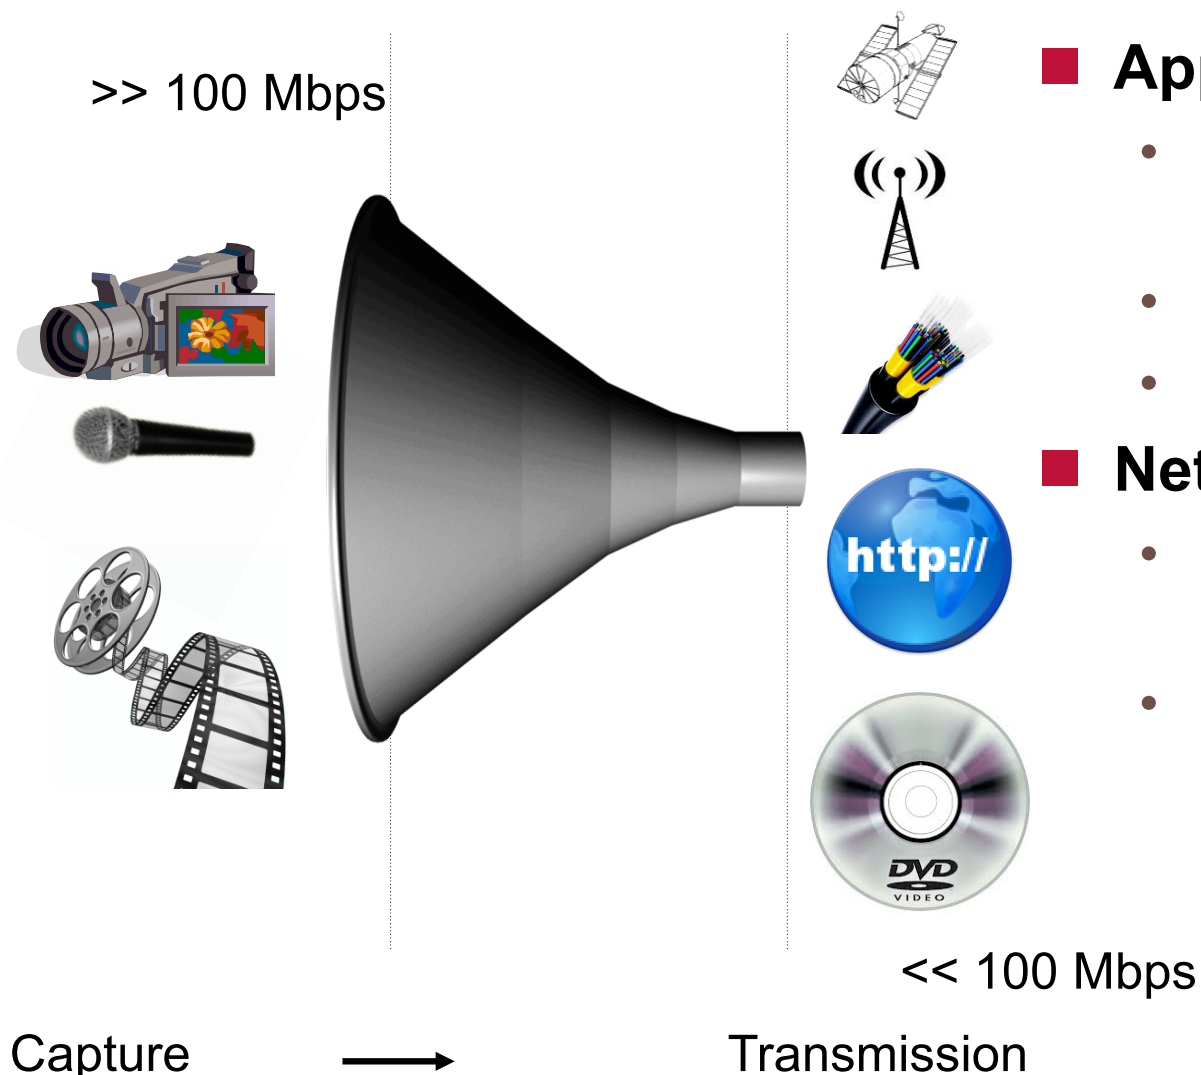 >> 100 Mbps
http://
DVD
VIDEO
<< 100 Mbps
Capture
Transmission